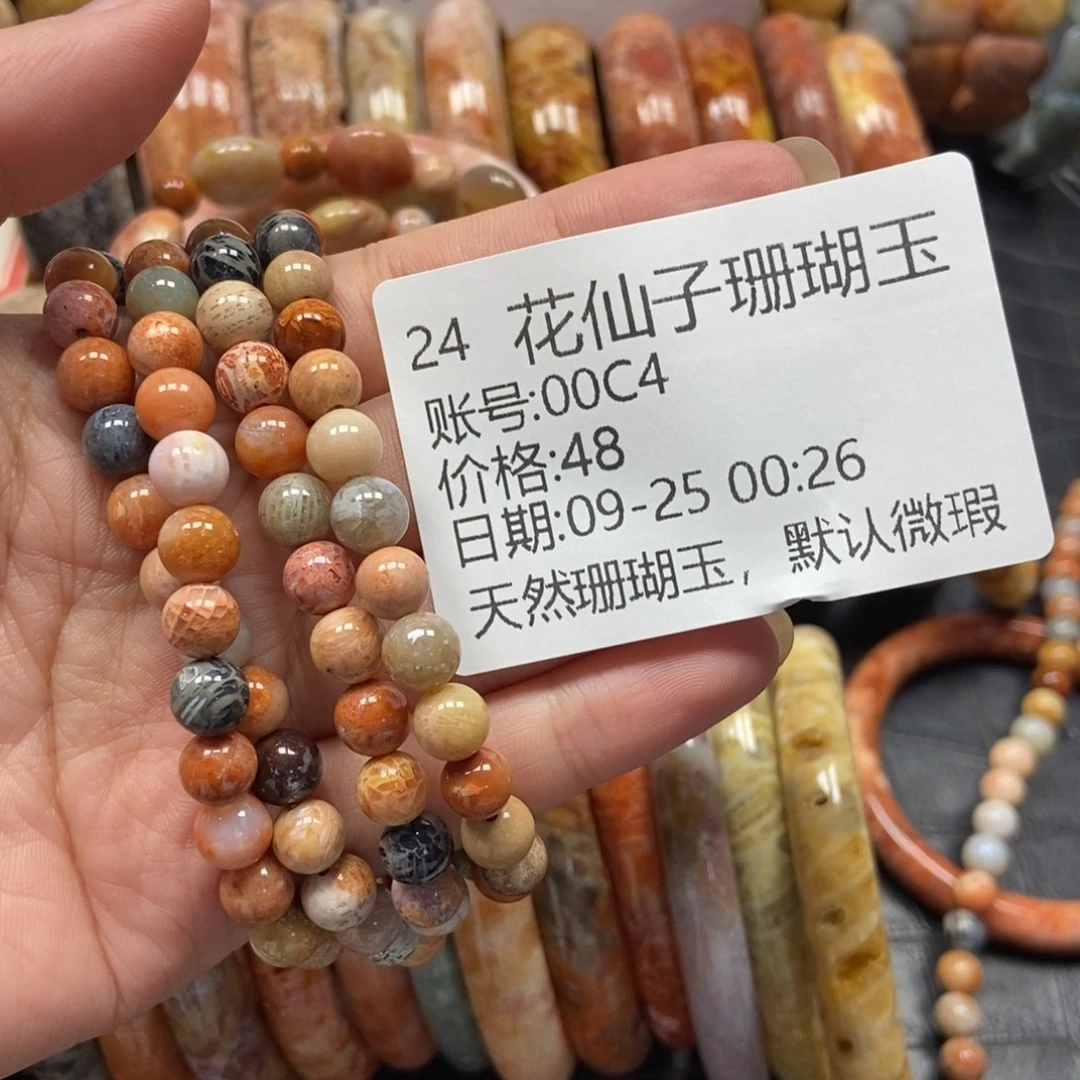 24 花仙子珊瑚玉
账号:00C4
价格:48
日期:09-25 00:26
天然珊瑚玉，默认微瑕